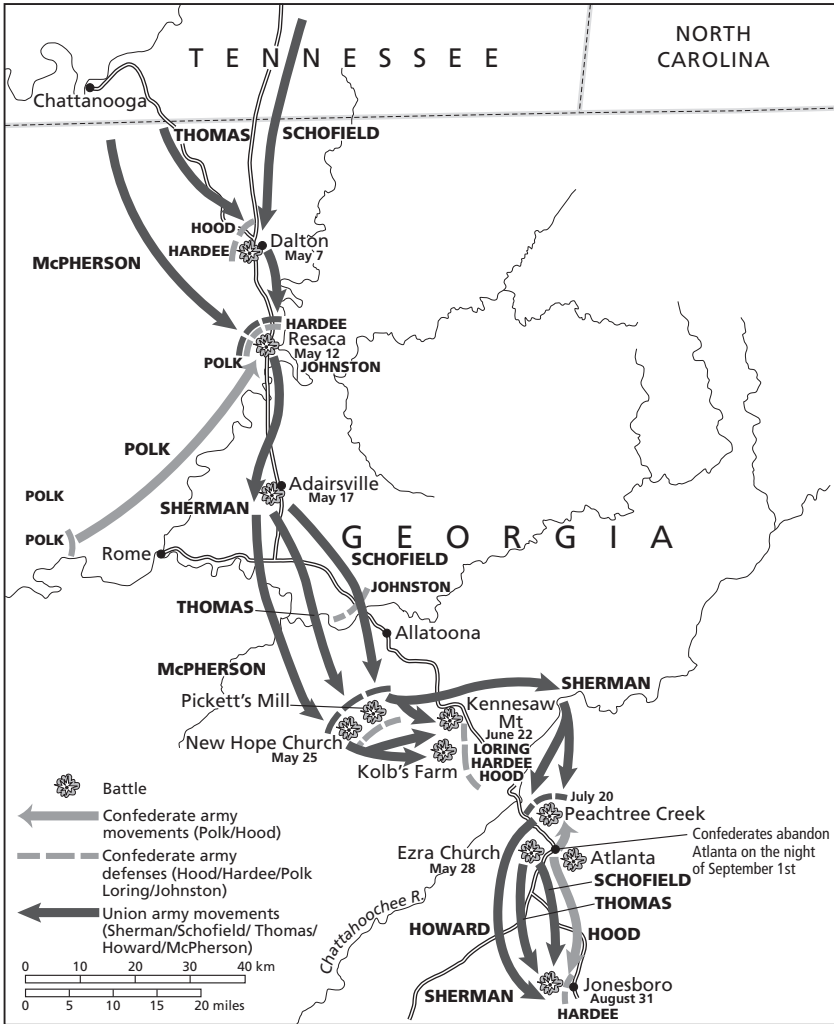 TENNESSEE
NORTH
CAROLINA
Chattanooga
THOMAS
SCHOFIELD
HOOD
HARDEE
Dalton
May 7
McPHERSON
HARDEE
Resaca
May 12
POLK
JOHNSTON
POLK
POLK
Adairsville
May 17
SHERMAN
POLK
Rome
GEORGIA
SCHOFIELD
JOHNSTON
THOMAS
Allatoona
McPHERSON
SHERMAN
Pickett's Mill
Kennesaw
Mt
June 22
New Hope Church
May 25
LORING
HARDEE
HOOD
Kolb's Farm
July 20
Peachtree Creek
Confederates abandon
Atlanta on the night
of September 1st
Ezra Church
May 28
Atlanta
SCHOFIELD
THOMAS
HOWARD
HOOD
Chattahoochee R.
Jonesboro
August 31
SHERMAN
HARDEE
Battle
Confederate army
movements (Polk/Hood)
Confederate army
defenses (Hood/Hardee/Polk
Loring/Johnston)
Union army movements
(Sherman/Schofield/ Thomas/
Howard/McPherson)
0 10 20 30 40 km
0 5 10 15 20 miles